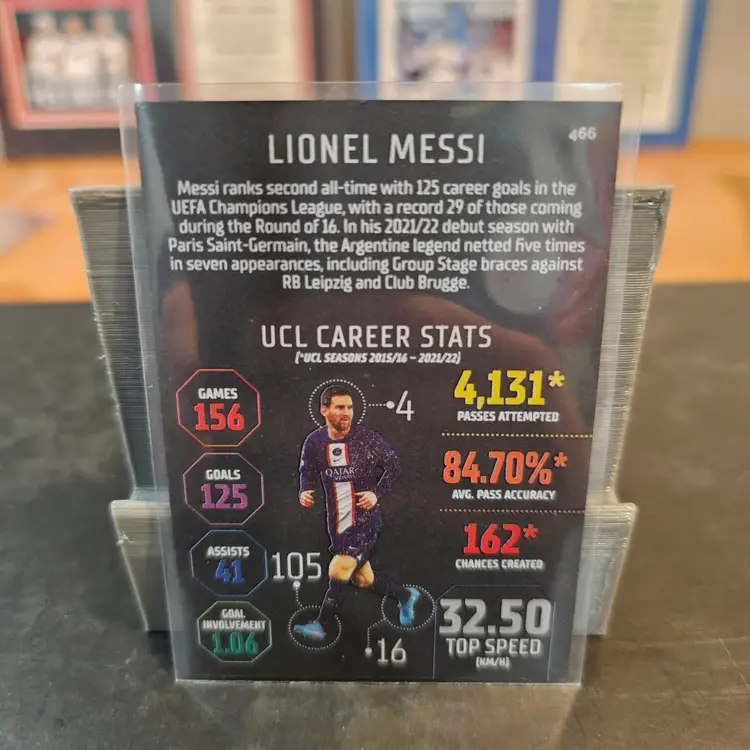 466
LIONEL MESSI
Messi ranks second all-time with 125 career goals in the
UEFA Champions League, with a record 29 of those coming
during the Round of 16. In his 2021/22 debut season with
Paris Saint-Germain, the Argentine legend netted five times
in seven appearances, including Group Stage braces against
RB Leipzig and Club Brugge.
UCL CAREER STATS
(*UCL SEASONS 2015/16 – 2021/22)
GAMES
156
GOALS
125
ASSISTS
41
GOAL
INVOLVEMENT
1.06
4
QATAR
AIRWAYS
105
16
4,131*
PASSES ATTEMPTED
84.70%*
AVG. PASS ACCURACY
162*
CHANCES CREATED
32.50
TOP SPEED
(KM/H)